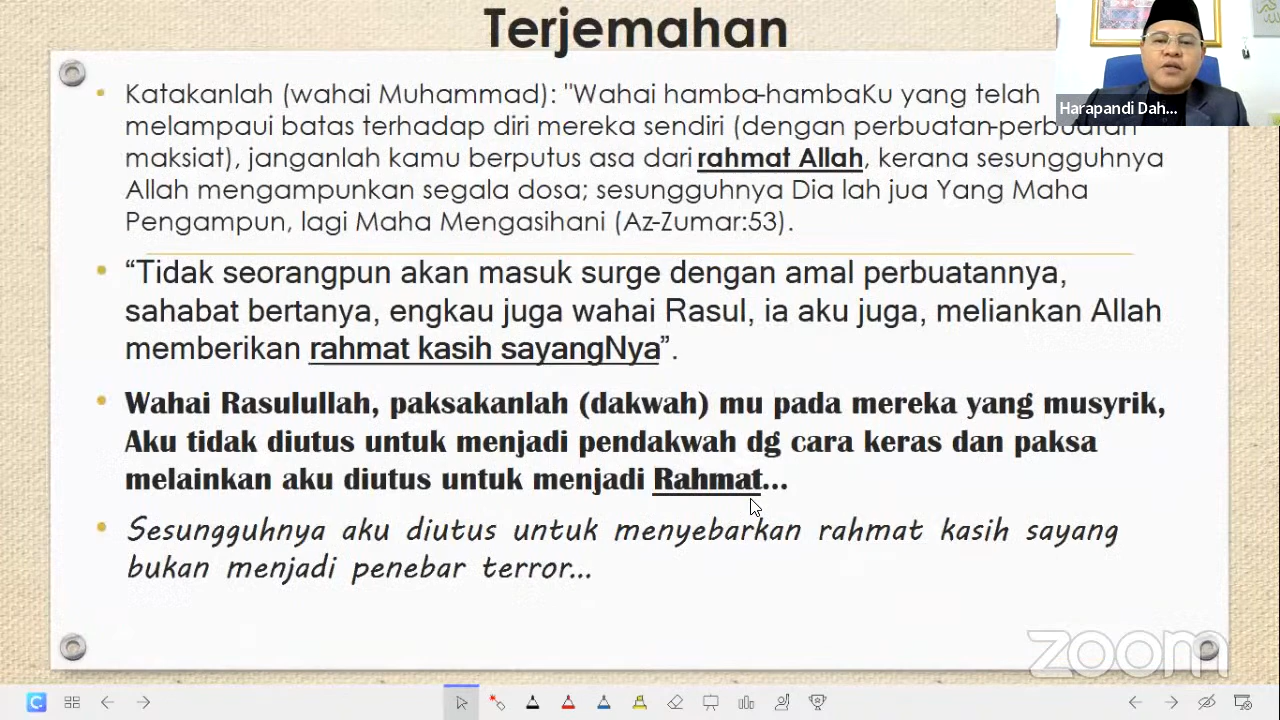 Terjemahan
Katakanlah (wahai Muhammad): "Wahai hamba-hambaKu yang telah
melampaui batas terhadap diri mereka sendiri (dengan perbuatan-perbuatan
maksiat), janganlah kamu berputus asa dari rahmat Allah, kerana sesungguhnya
Allah mengampunkan segala dosa; sesungguhnya Dia lah jua Yang Maha
Pengampun, lagi Maha Mengasihani (Az-Zumar:53).
“Tidak seorangpun akan masuk surge dengan amal perbuatannya,
sahabat bertanya, engkau juga wahai Rasul, ia aku juga, meliankan Allah
memberikan rahmat kasih sayangNya”.
Wahai Rasulullah, paksakanlah (dakwah) mu pada mereka yang musyrik,
Aku tidak diutus untuk menjadi pendakwah dg cara keras dan paksa
melainkan aku diutus untuk menjadi Rahmat...
Sesungguhnya aku diutus untuk menyebarkan rahmat kasih sayang
bukan menjadi penebar terror...
Harapandi Dah...
zoom